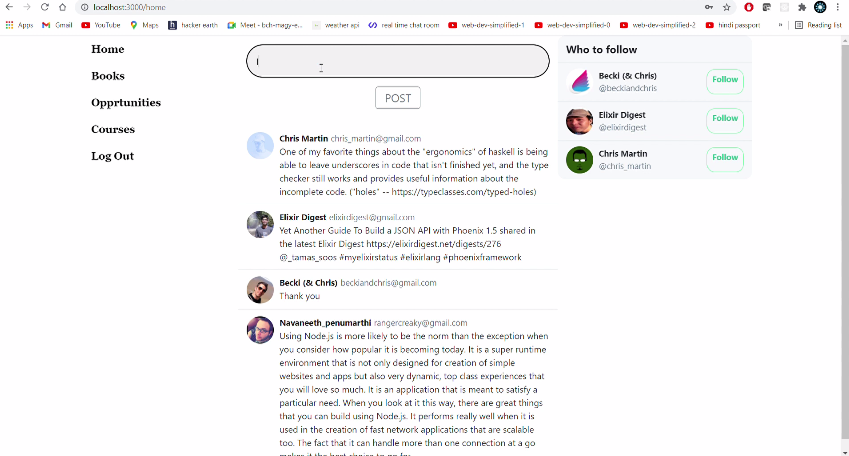 localhost:3000/home
Apps
Gmail
YouTube
Maps
hacker earth
Meet - bch-magy-e...
weather api
real time chat room
web-dev-simplified-1
web-dev-simplified-0
web-dev-simplified-2
hindi passport
»
Reading list
Home
Books
Opprtunities
Courses
Log Out
POST
Chris Martin chris_martin@gmail.com
One of my favorite things about the "ergonomics" of haskell is being
able to leave underscores in code that isn't finished yet, and the type
checker still works and provides useful information about the
incomplete code. ("holes" -- https://typeclasses.com/typed-holes)
Elixir Digest elixirdigest@gmail.com
Yet Another Guide To Build a JSON API with Phoenix 1.5 shared in
the latest Elixir Digest https://elixirdigest.net/digests/276
@_tamas_soos #myelixirstatus #elixirlang #phoenixframework
Becki (& Chris) beckiandchris@gmail.com
Thank you
Navaneeth_penumarthi rangercreaky@gmail.com
Using Node.js is more likely to be the norm than the exception when
you consider how popular it is becoming today. It is a super runtime
environment that is not only designed for creation of simple
websites and apps but also very dynamic, top class experiences that
you will love so much. It is an application that is meant to satisfy a
particular need. When you look at it this way, there are great things
that you can build using Node.js. It performs really well when it is
used in the creation of fast network applications that are scalable
too. The fact that it can handle more than one connection at a go
makes it the best choice to go for
Who to follow
Becki (& Chris)
@beckiandchris
Follow
Elixir Digest
@elixirdigest
Follow
Chris Martin
@chris_martin
Follow